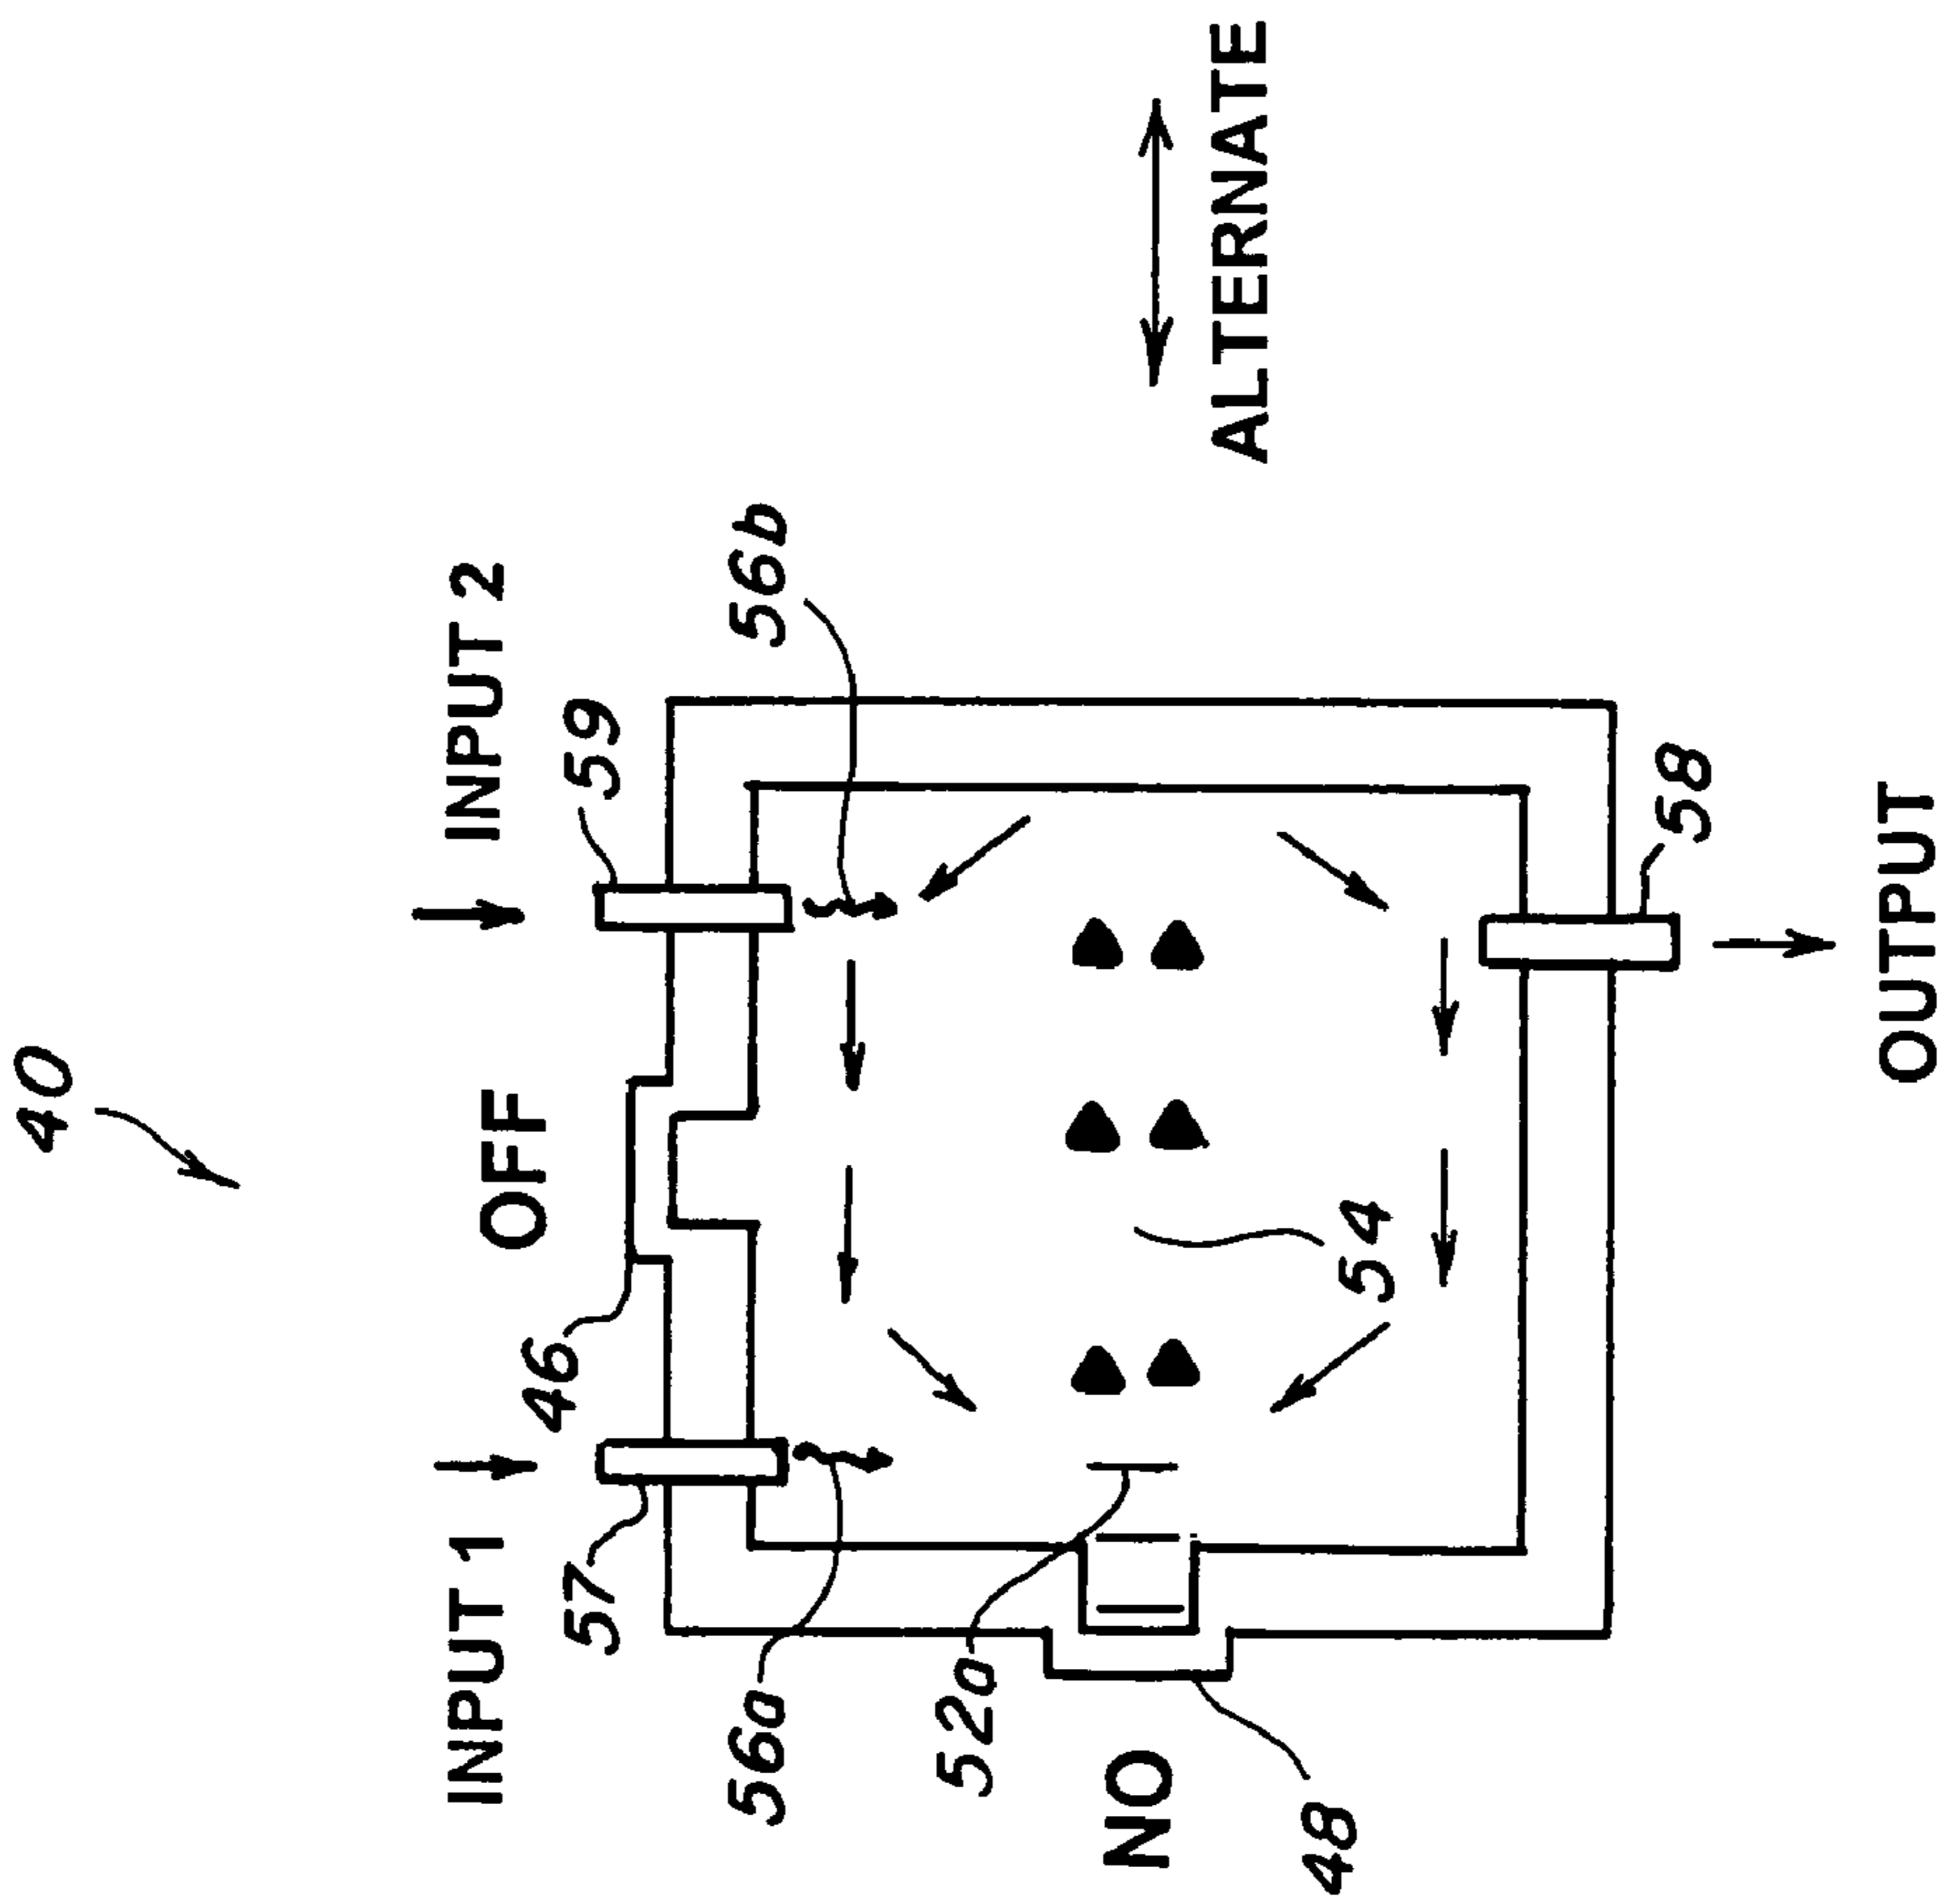 40
INPUT 1
INPUT 2
OFF
46
57
59
56a
56b
52a
NO
ALTERNATE
48
54
58
OUTPUT